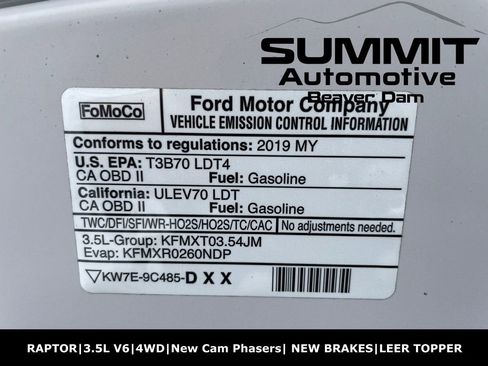 SUMMIT
Automotive
Beaver Dam
FoMoCo
Ford Motor Company
VEHICLE EMISSION CONTROL INFORMATION
Conforms to regulations: 2019 MY
U.S. EPA: T3B70 LDT4
CA OBD II Fuel: Gasoline
California: ULEV70 LDT
CA OBD II Fuel: Gasoline
TWC/DFI/SFI/WR-HO2S/HO2S/TC/CAC No adjustments needed.
3.5L-Group: KFMXT03.54JM
Evap: KFMXR0260NDP
KW7E-9C485-DXX
RAPTOR|3.5L V6|4WD|New Cam Phasers| NEW BRAKES|LEER TOPPER